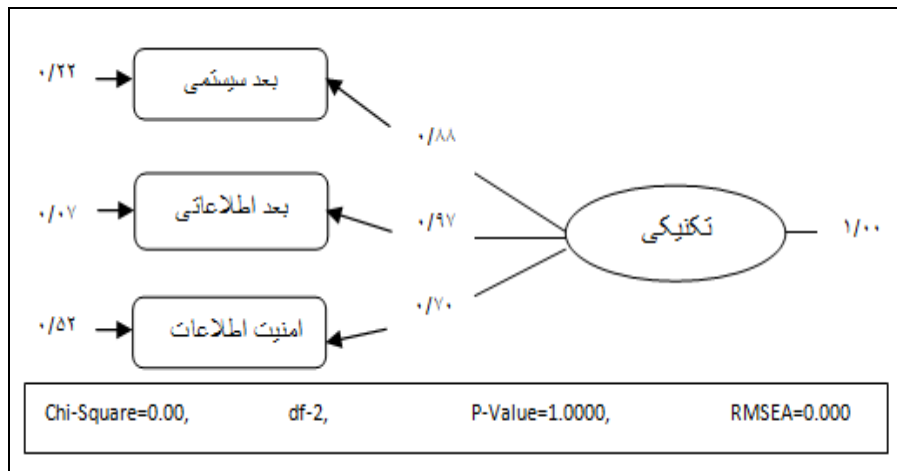 ۰/۲۲
بعد سیستمی
۰/۸۸
۰/۰۷
بعد اطلاعاتی
۰/۹۷
تکنیکی
۱/۰۰
۰/۵۲
امنیت اطلاعات
۰/۷۰
Chi-Square=0.00, df-2, P-Value=1.0000, RMSEA=0.000